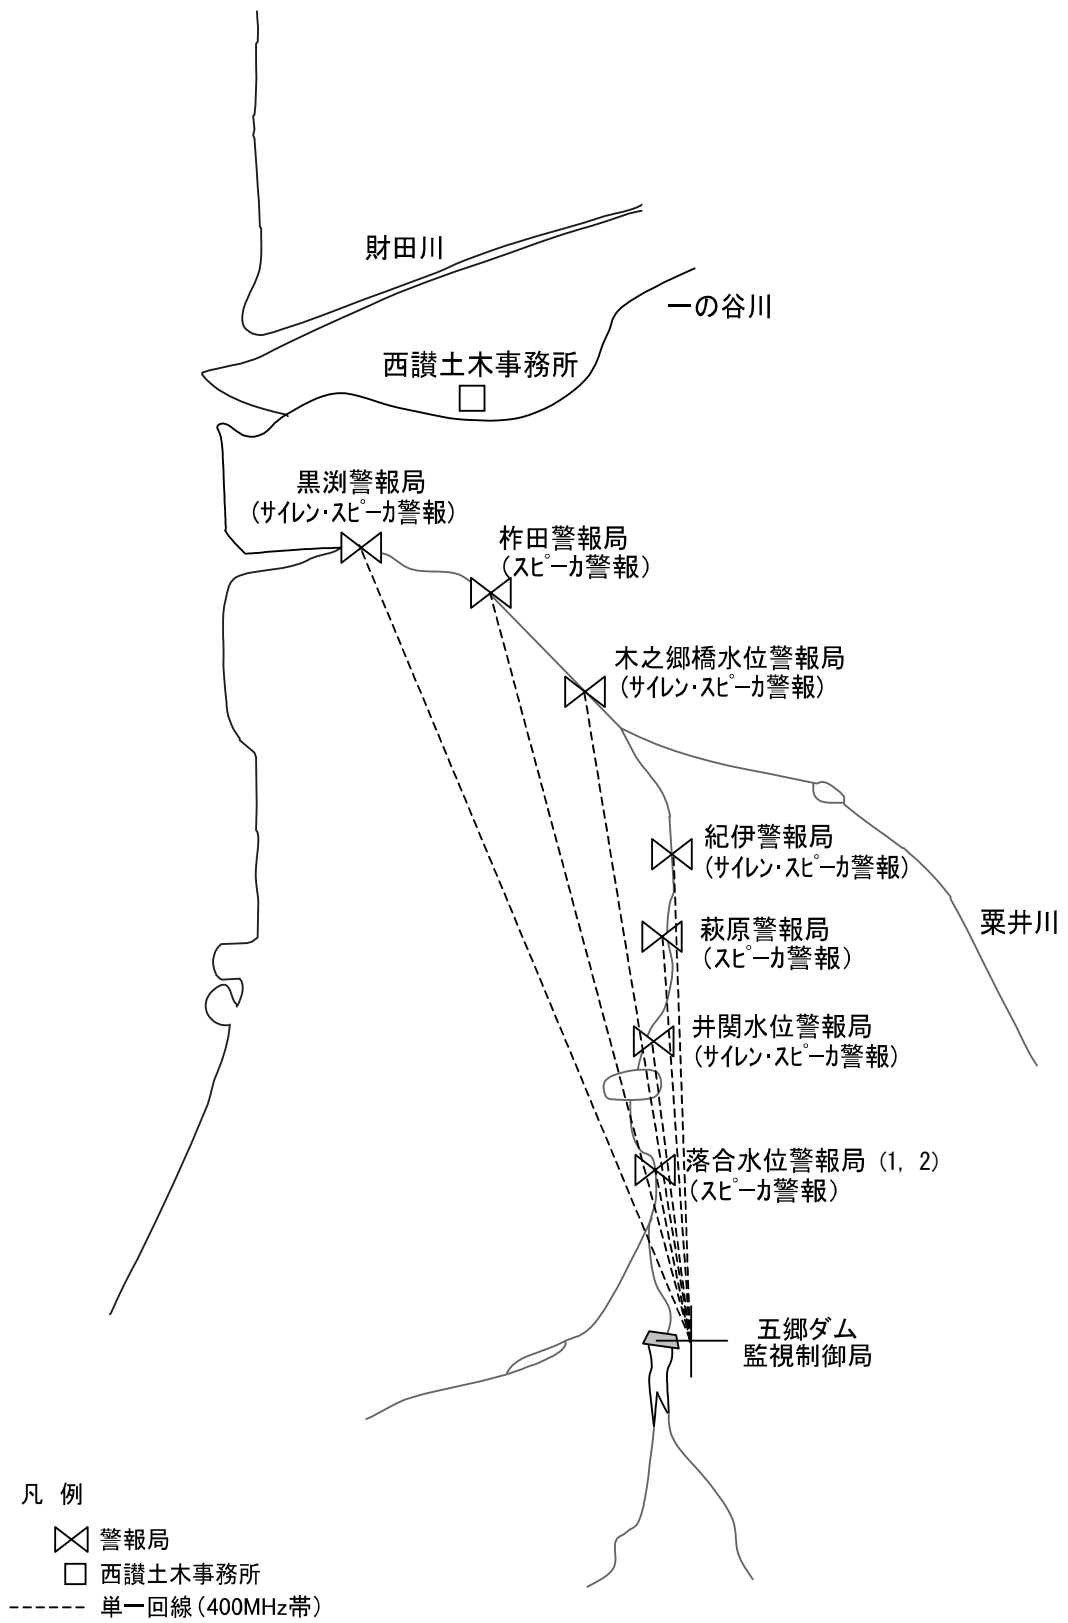 財田川
一の谷川
西讃土木事務所
黒渕警報局
(サイレン・スピーカ警報)
柞田警報局
(スピーカ警報)
木之郷橋水位警報局
(サイレン・スピーカ警報)
紀伊警報局
(サイレン・スピーカ警報)
粟井川
萩原警報局
(スピーカ警報)
井関水位警報局
(サイレン・スピーカ警報)
落合水位警報局 (1, 2)
(スピーカ警報)
五郷ダム
監視制御局
凡 例
警報局
西讃土木事務所
単一回線(400MHz帯)